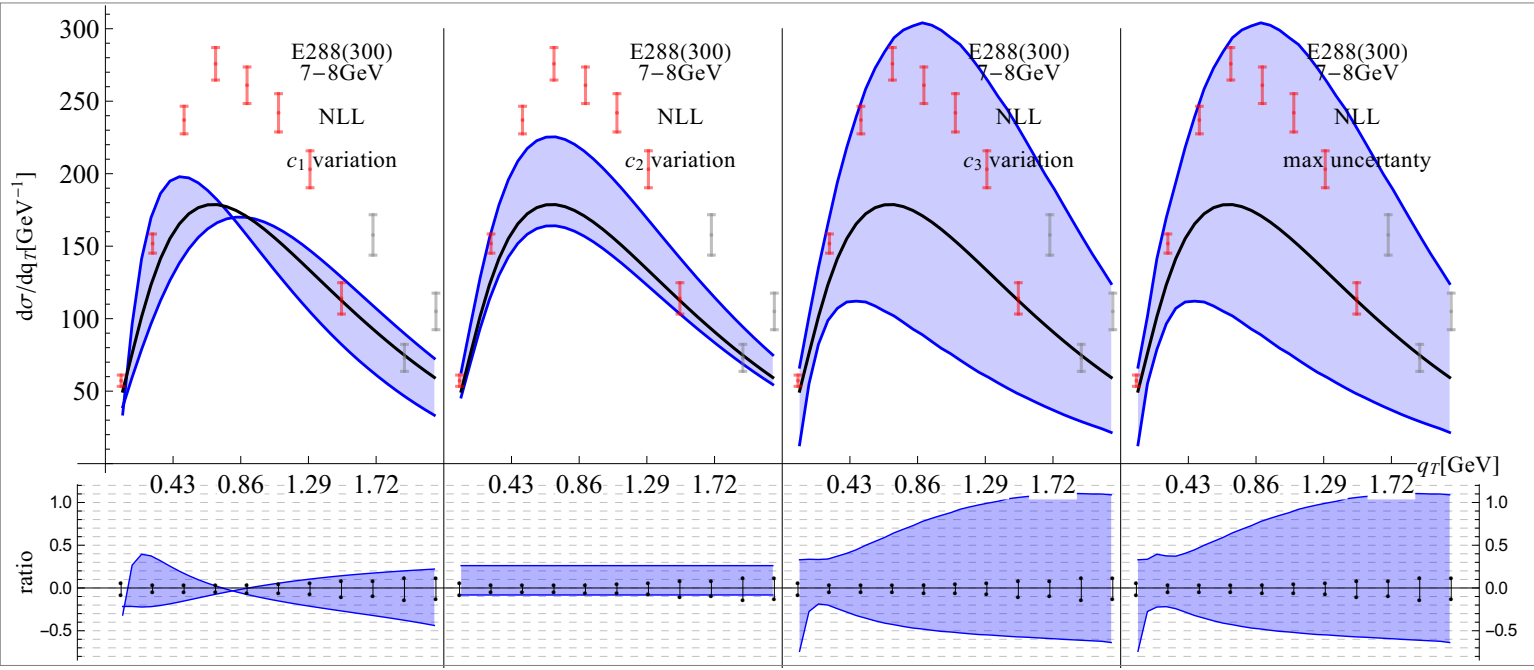 300
250
200
150
100
50
dσ/dqT[GeV⁻¹]
E288(300)
7−8GeV
NLL
c₁ variation
E288(300)
7−8GeV
NLL
c₂ variation
E288(300)
7−8GeV
NLL
c₃ variation
E288(300)
7−8GeV
NLL
max uncertanty
qT[GeV]
0.43 0.86 1.29 1.72
0.43 0.86 1.29 1.72
0.43 0.86 1.29 1.72
0.43 0.86 1.29 1.72
ratio
1.0
0.5
0.0
−0.5
1.0
0.5
0.0
−0.5